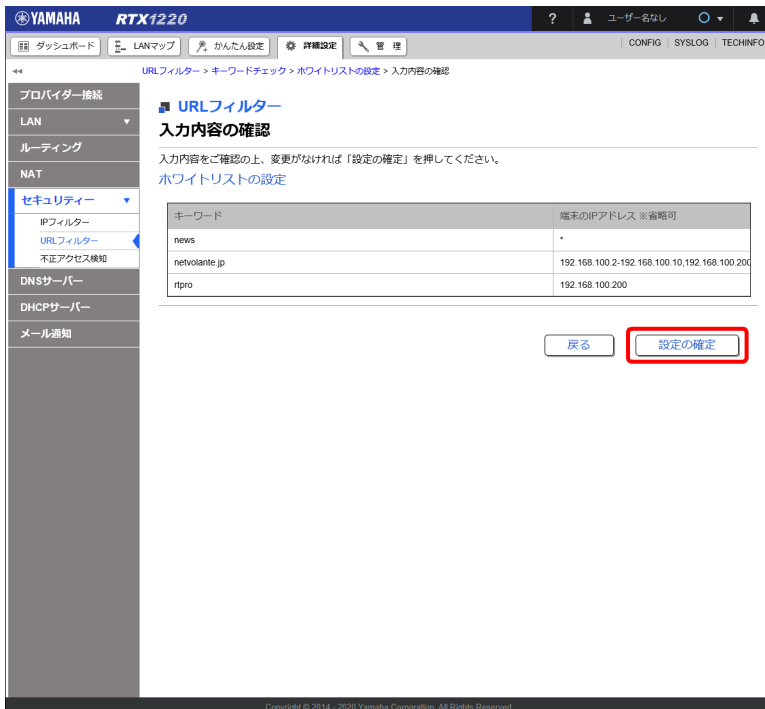 YAMAHA RTX1220 ? ユーザー名なし
ダッシュボード LANマップ かんたん設定 詳細設定 管理 CONFIG SYSLOG TECHINFO
URLフィルター > キーワードチェック > ホワイトリストの設定 > 入力内容の確認
プロバイダー接続
LAN
ルーティング
NAT
セキュリティー
IPフィルター
URLフィルター
不正アクセス検知
DNSサーバー
DHCPサーバー
メール通知
URLフィルター
入力内容の確認
入力内容をご確認の上、変更がなければ「設定の確定」を押してください。
ホワイトリストの設定
キーワード 端末のIPアドレス ※省略可
news *
netvolante.jp 192.168.100.2-192.168.100.10,192.168.100.200
rtpro 192.168.100.200
戻る 設定の確定
Copyright © 2014 - 2020 Yamaha Corporation. All Rights Reserved.